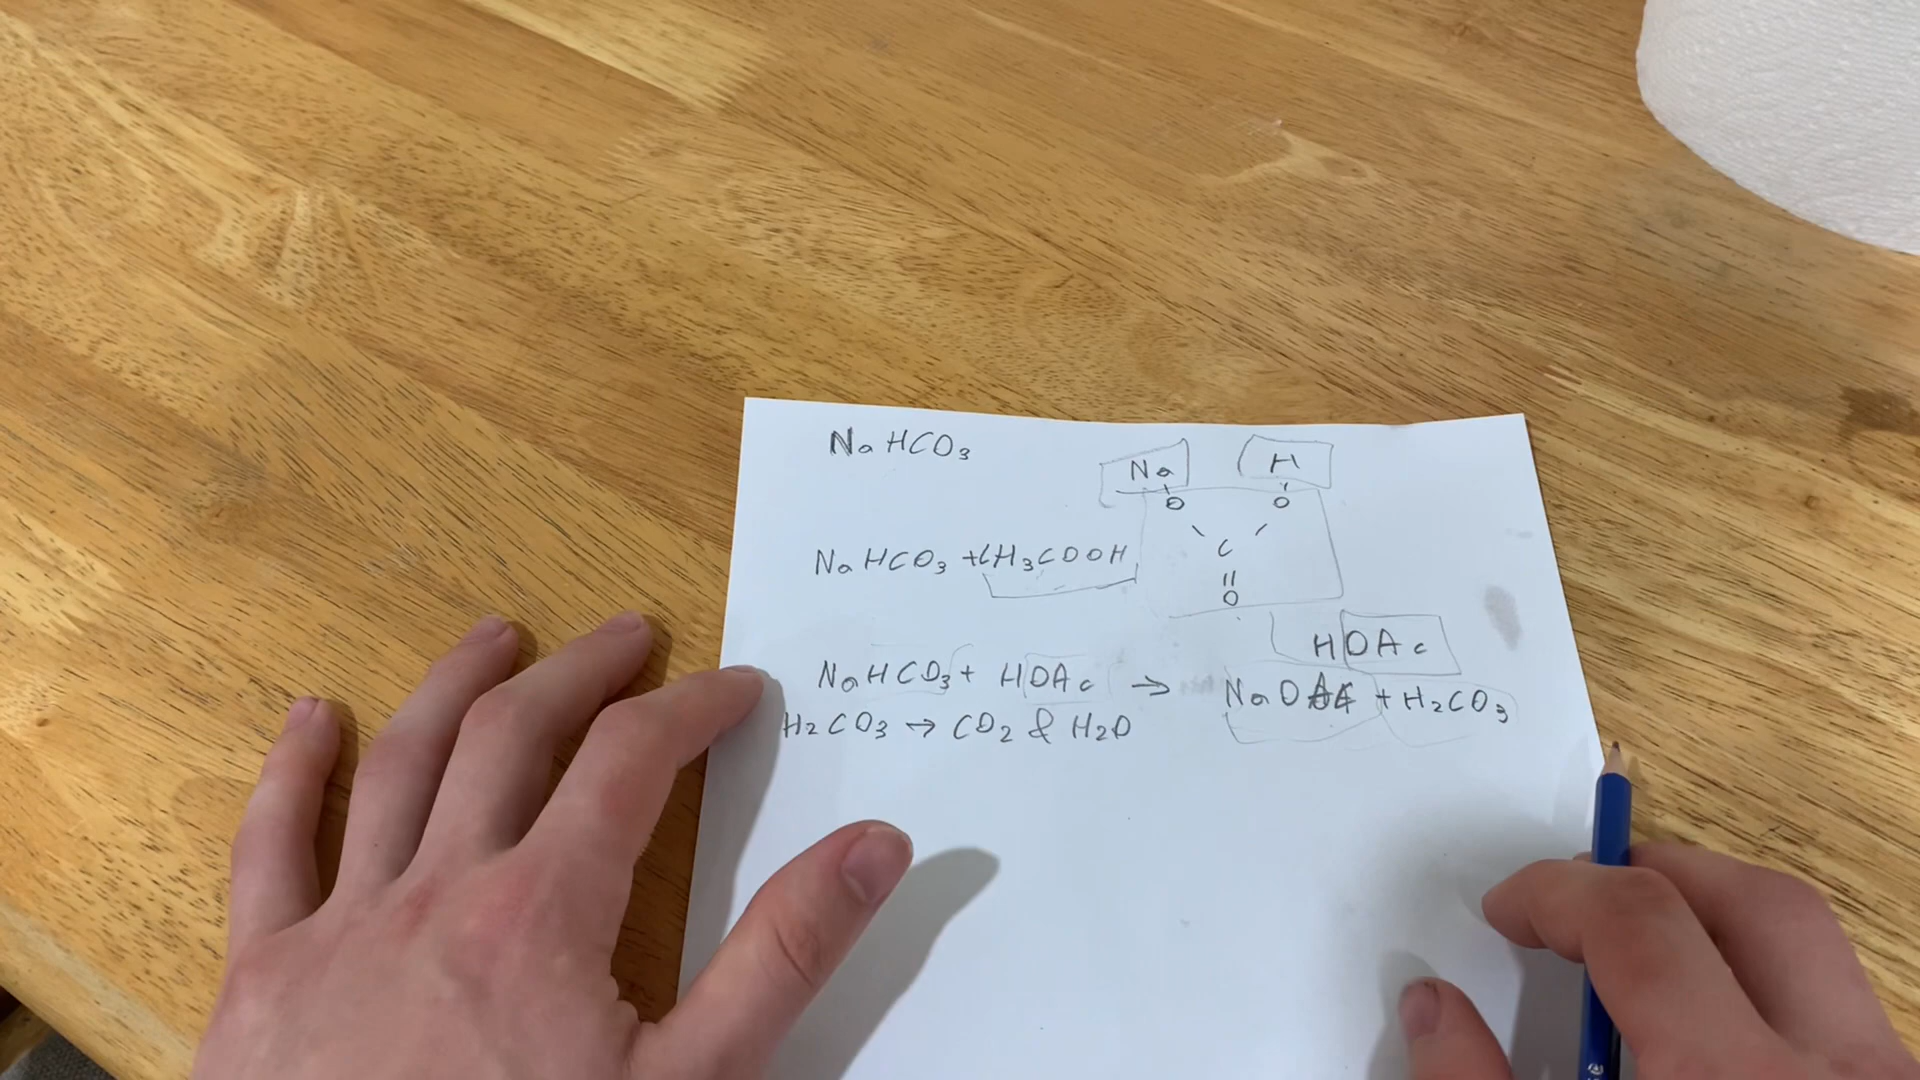 NaHCO₃
Na H
O O
C
||
O
NaHCO₃ + CH₃COOH
HOAc
NaHCO₃ + HOAc → NaOAc + H₂CO₃
H₂CO₃ → CO₂ & H₂O